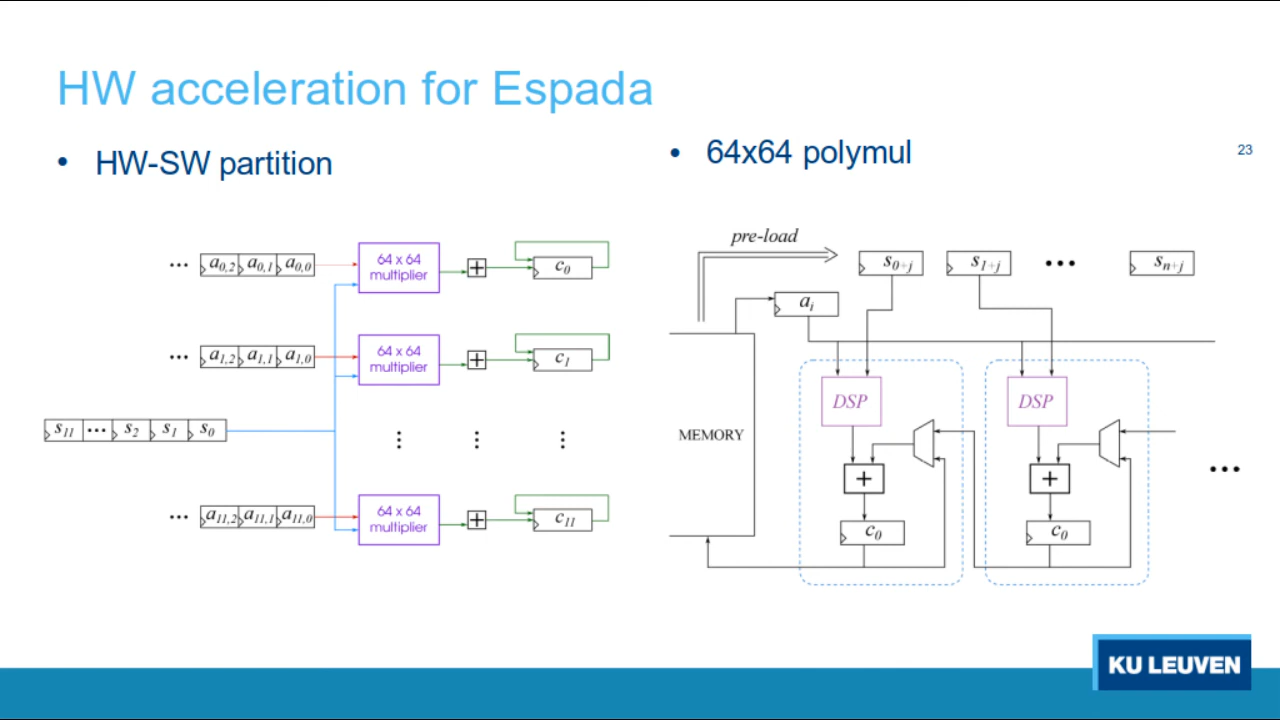 HW acceleration for Espada
• HW-SW partition
• 64x64 polymul
23
... a0,2 a0,1 a0,0
64 x 64
multiplier
+
c0
... a1,2 a1,1 a1,0
64 x 64
multiplier
+
c1
s11 ... s2 s1 s0
... a11,2 a11,1 a11,0
64 x 64
multiplier
+
c11
pre-load
s0+j s1+j ... sn+j
ai
DSP DSP
MEMORY
+ +
...
c0 c0
KU LEUVEN